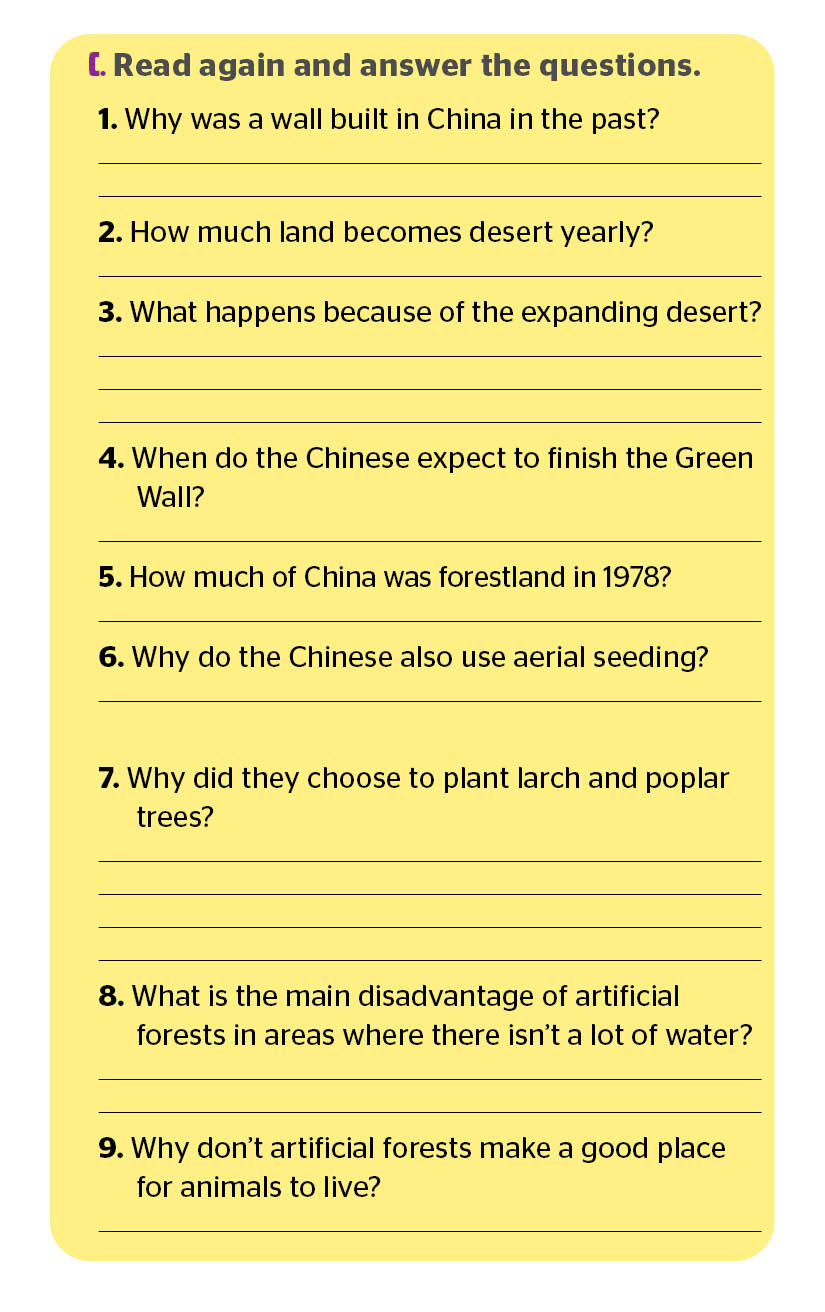 C. Read again and answer the questions.
1. Why was a wall built in China in the past?
2. How much land becomes desert yearly?
3. What happens because of the expanding desert?
4. When do the Chinese expect to finish the Green
Wall?
5. How much of China was forestland in 1978?
6. Why do the Chinese also use aerial seeding?
7. Why did they choose to plant larch and poplar
trees?
8. What is the main disadvantage of artificial
forests in areas where there isn’t a lot of water?
9. Why don’t artificial forests make a good place
for animals to live?